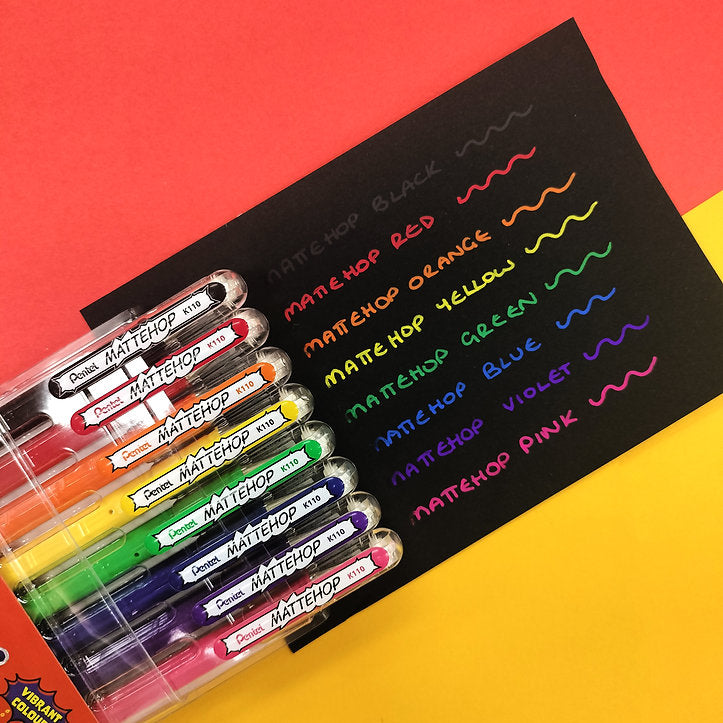 MATTEHOP BLACK
MATTEHOP RED
MATTEHOP ORANGE
MATTEHOP YELLOW
MATTEHOP GREEN
MATTEHOP BLUE
MATTEHOP VIOLET
MATTEHOP PINK
Pentel MATTEHOP K110
Pentel MATTEHOP K110
Pentel MATTEHOP K110
Pentel MATTEHOP K110
Pentel MATTEHOP K110
Pentel MATTEHOP K110
Pentel MATTEHOP K110
Pentel MATTEHOP K110
VIBRANT